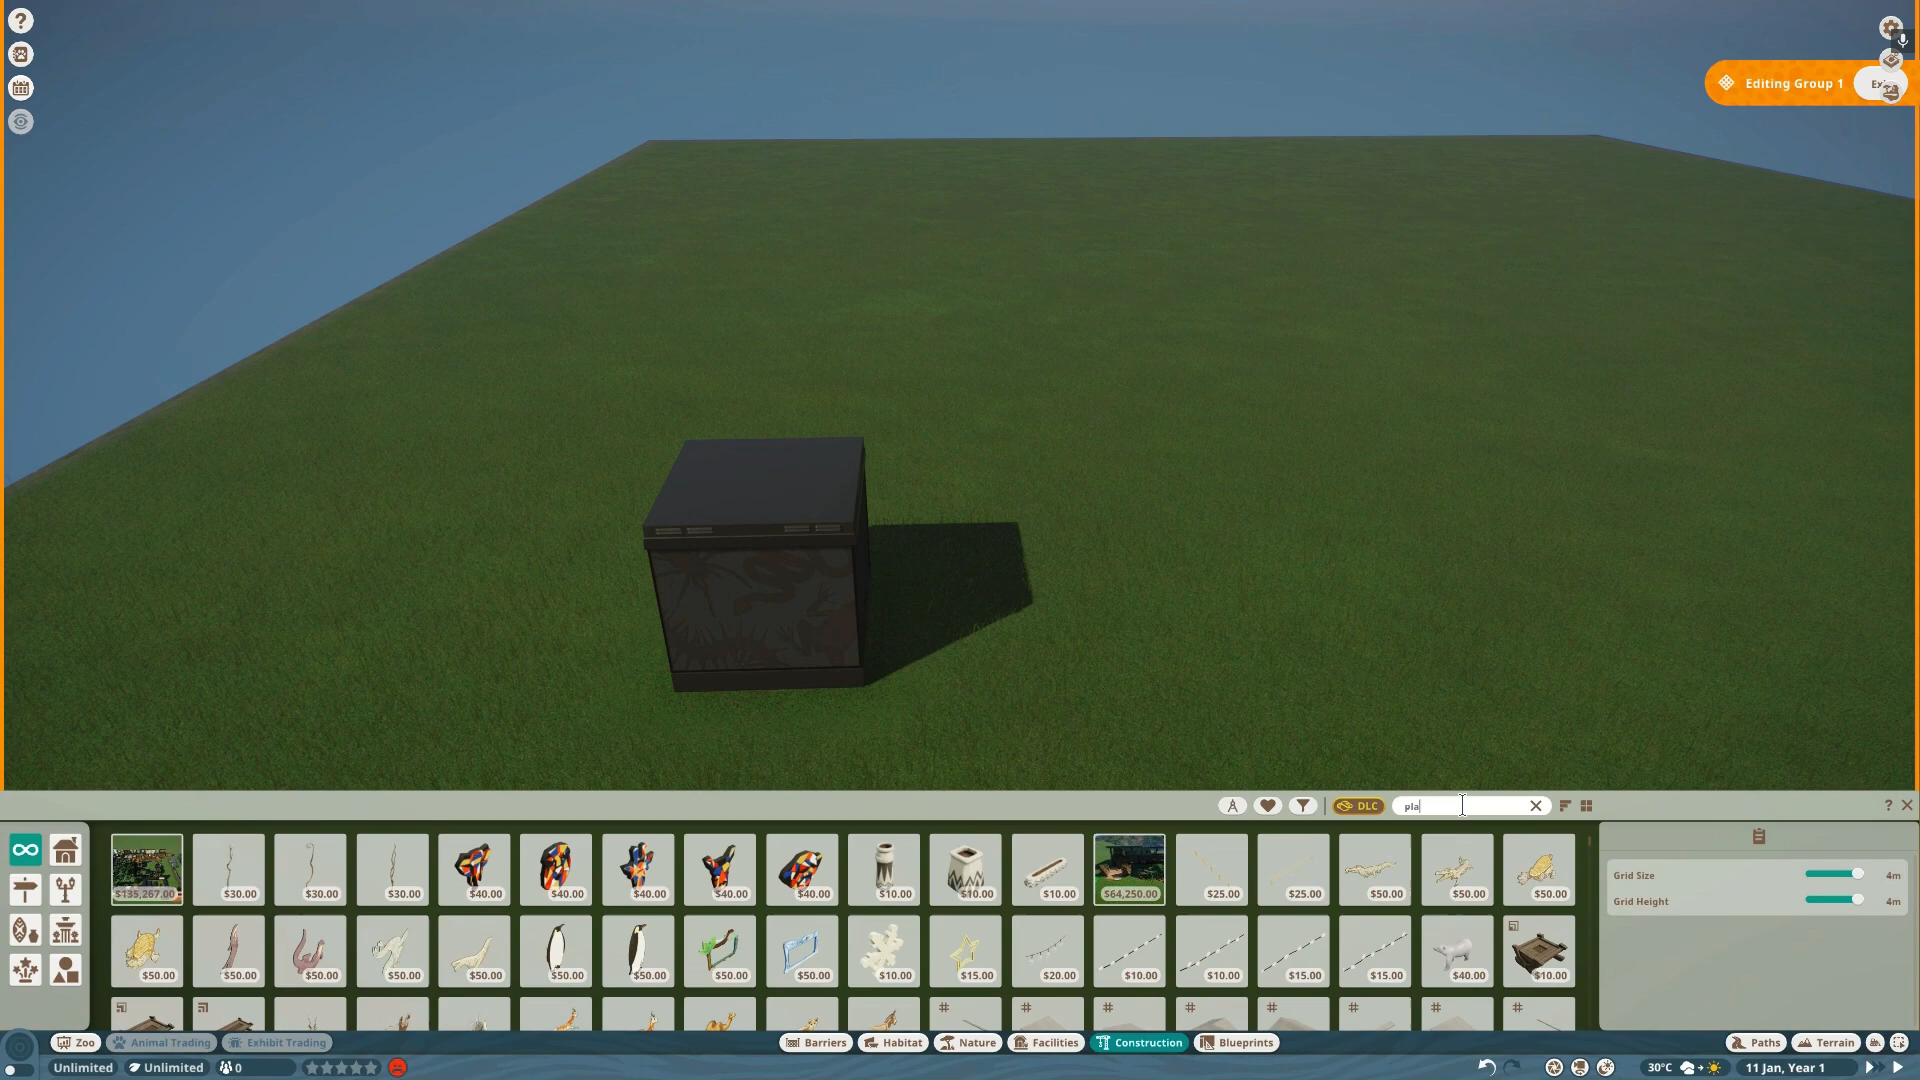 ?
Editing Group 1
DLC
pla
?
$135,267.00
$30.00
$30.00
$30.00
$40.00
$40.00
$40.00
$40.00
$40.00
$10.00
$10.00
$10.00
$64,250.00
$25.00
$25.00
$50.00
$50.00
$50.00
Grid Size
4m
Grid Height
4m
$50.00
$50.00
$50.00
$50.00
$50.00
$50.00
$50.00
$50.00
$50.00
$10.00
$15.00
$20.00
$10.00
$10.00
$15.00
$15.00
$40.00
$10.00
Zoo
Animal Trading
Exhibit Trading
Barriers
Habitat
Nature
Facilities
Construction
Blueprints
Paths
Terrain
Unlimited
Unlimited
0
30°C
11 Jan, Year 1